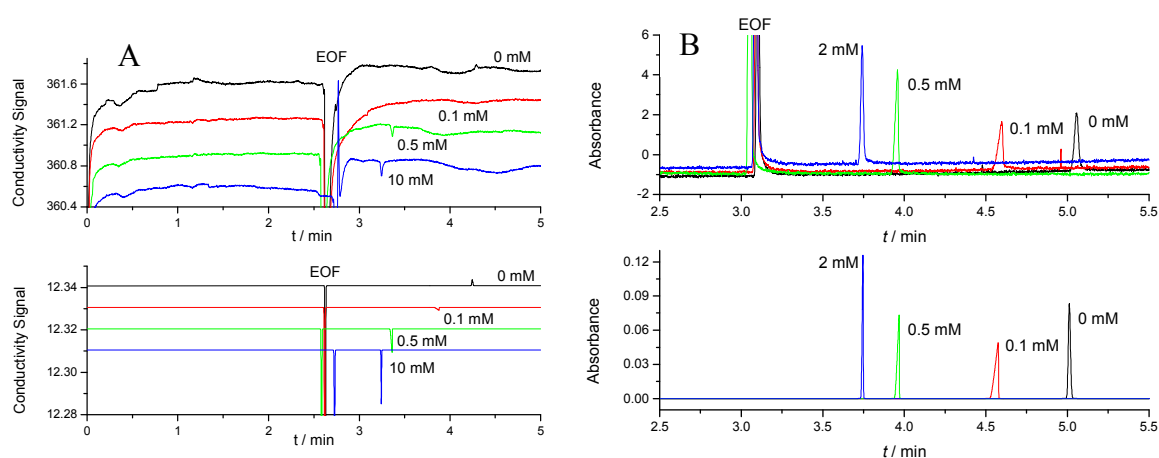 A
EOF
0 mM
0.1 mM
0.5 mM
10 mM
361.6
361.2
360.8
360.4
Conductivity Signal
0 1 2 3 4 5
t / min
EOF
0 mM
0.1 mM
0.5 mM
10 mM
12.34
12.32
12.30
12.28
Conductivity Signal
0 1 2 3 4 5
t / min
B
EOF
2 mM
0.5 mM
0.1 mM
0 mM
6
4
2
0
-2
Absorbance
2.5 3.0 3.5 4.0 4.5 5.0 5.5
t / min
2 mM
0.5 mM
0.1 mM
0 mM
0.12
0.09
0.06
0.03
0.00
Absorbance
2.5 3.0 3.5 4.0 4.5 5.0 5.5
t / min